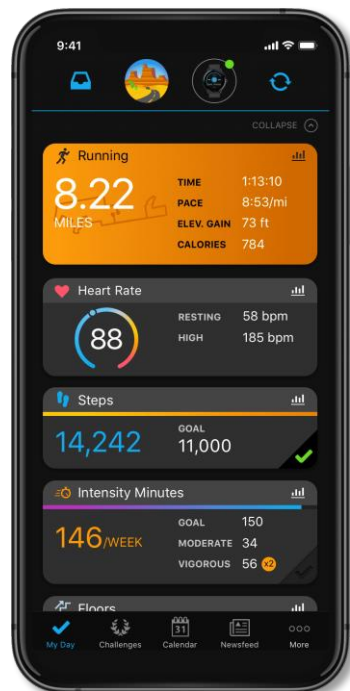 9:41
COLLAPSE
Running
8.22
MILES
TIME 1:13:10
PACE 8:53/mi
ELEV. GAIN 73 ft
CALORIES 784
Heart Rate
88
RESTING 58 bpm
HIGH 185 bpm
Steps
14,242
GOAL
11,000
Intensity Minutes
146/WEEK
GOAL 150
MODERATE 34
VIGOROUS 56 x2
Floors
31
My Day Challenges Calendar Newsfeed More